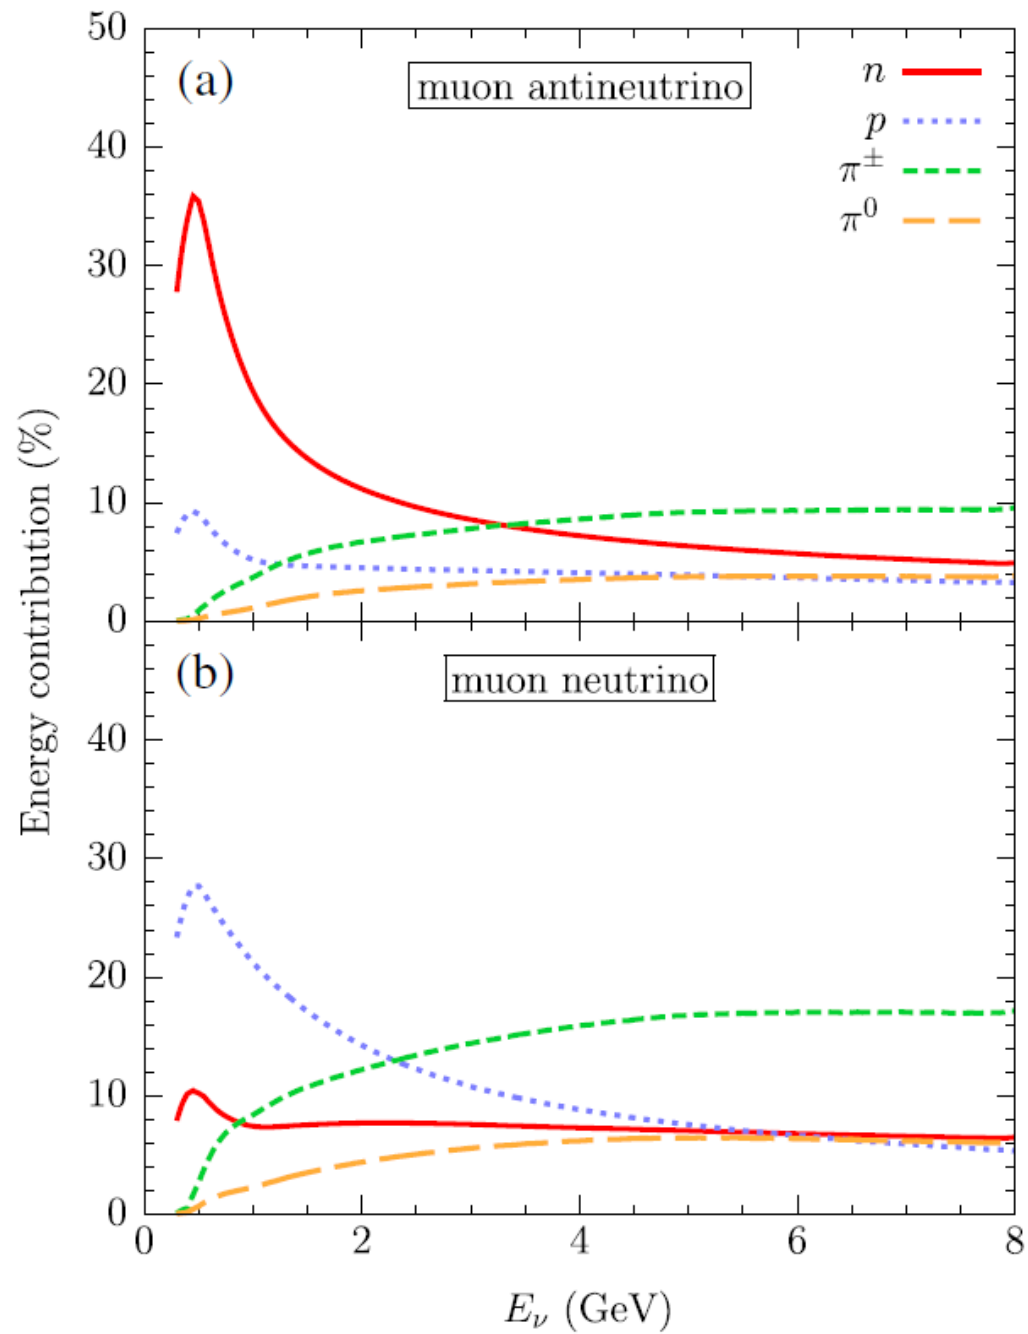 50
(a)
muon antineutrino
n
p
π±
π0
40
30
20
10
0
Energy contribution (%)
(b)
muon neutrino
40
30
20
10
0
0 2 4 6 8
Eν (GeV)